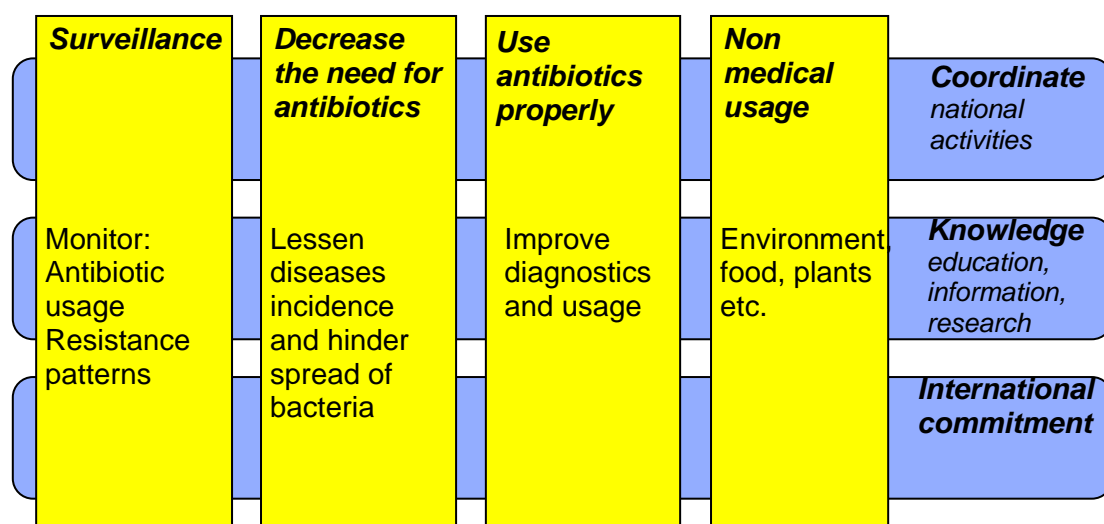 Surveillance
Monitor:
Antibiotic
usage
Resistance
patterns
Decrease
the need for
antibiotics
Lessen
diseases
incidence
and hinder
spread of
bacteria
Use
antibiotics
properly
Improve
diagnostics
and usage
Non
medical
usage
Environment,
food, plants
etc.
Coordinate
national
activities
Knowledge
education,
information,
research
International
commitment